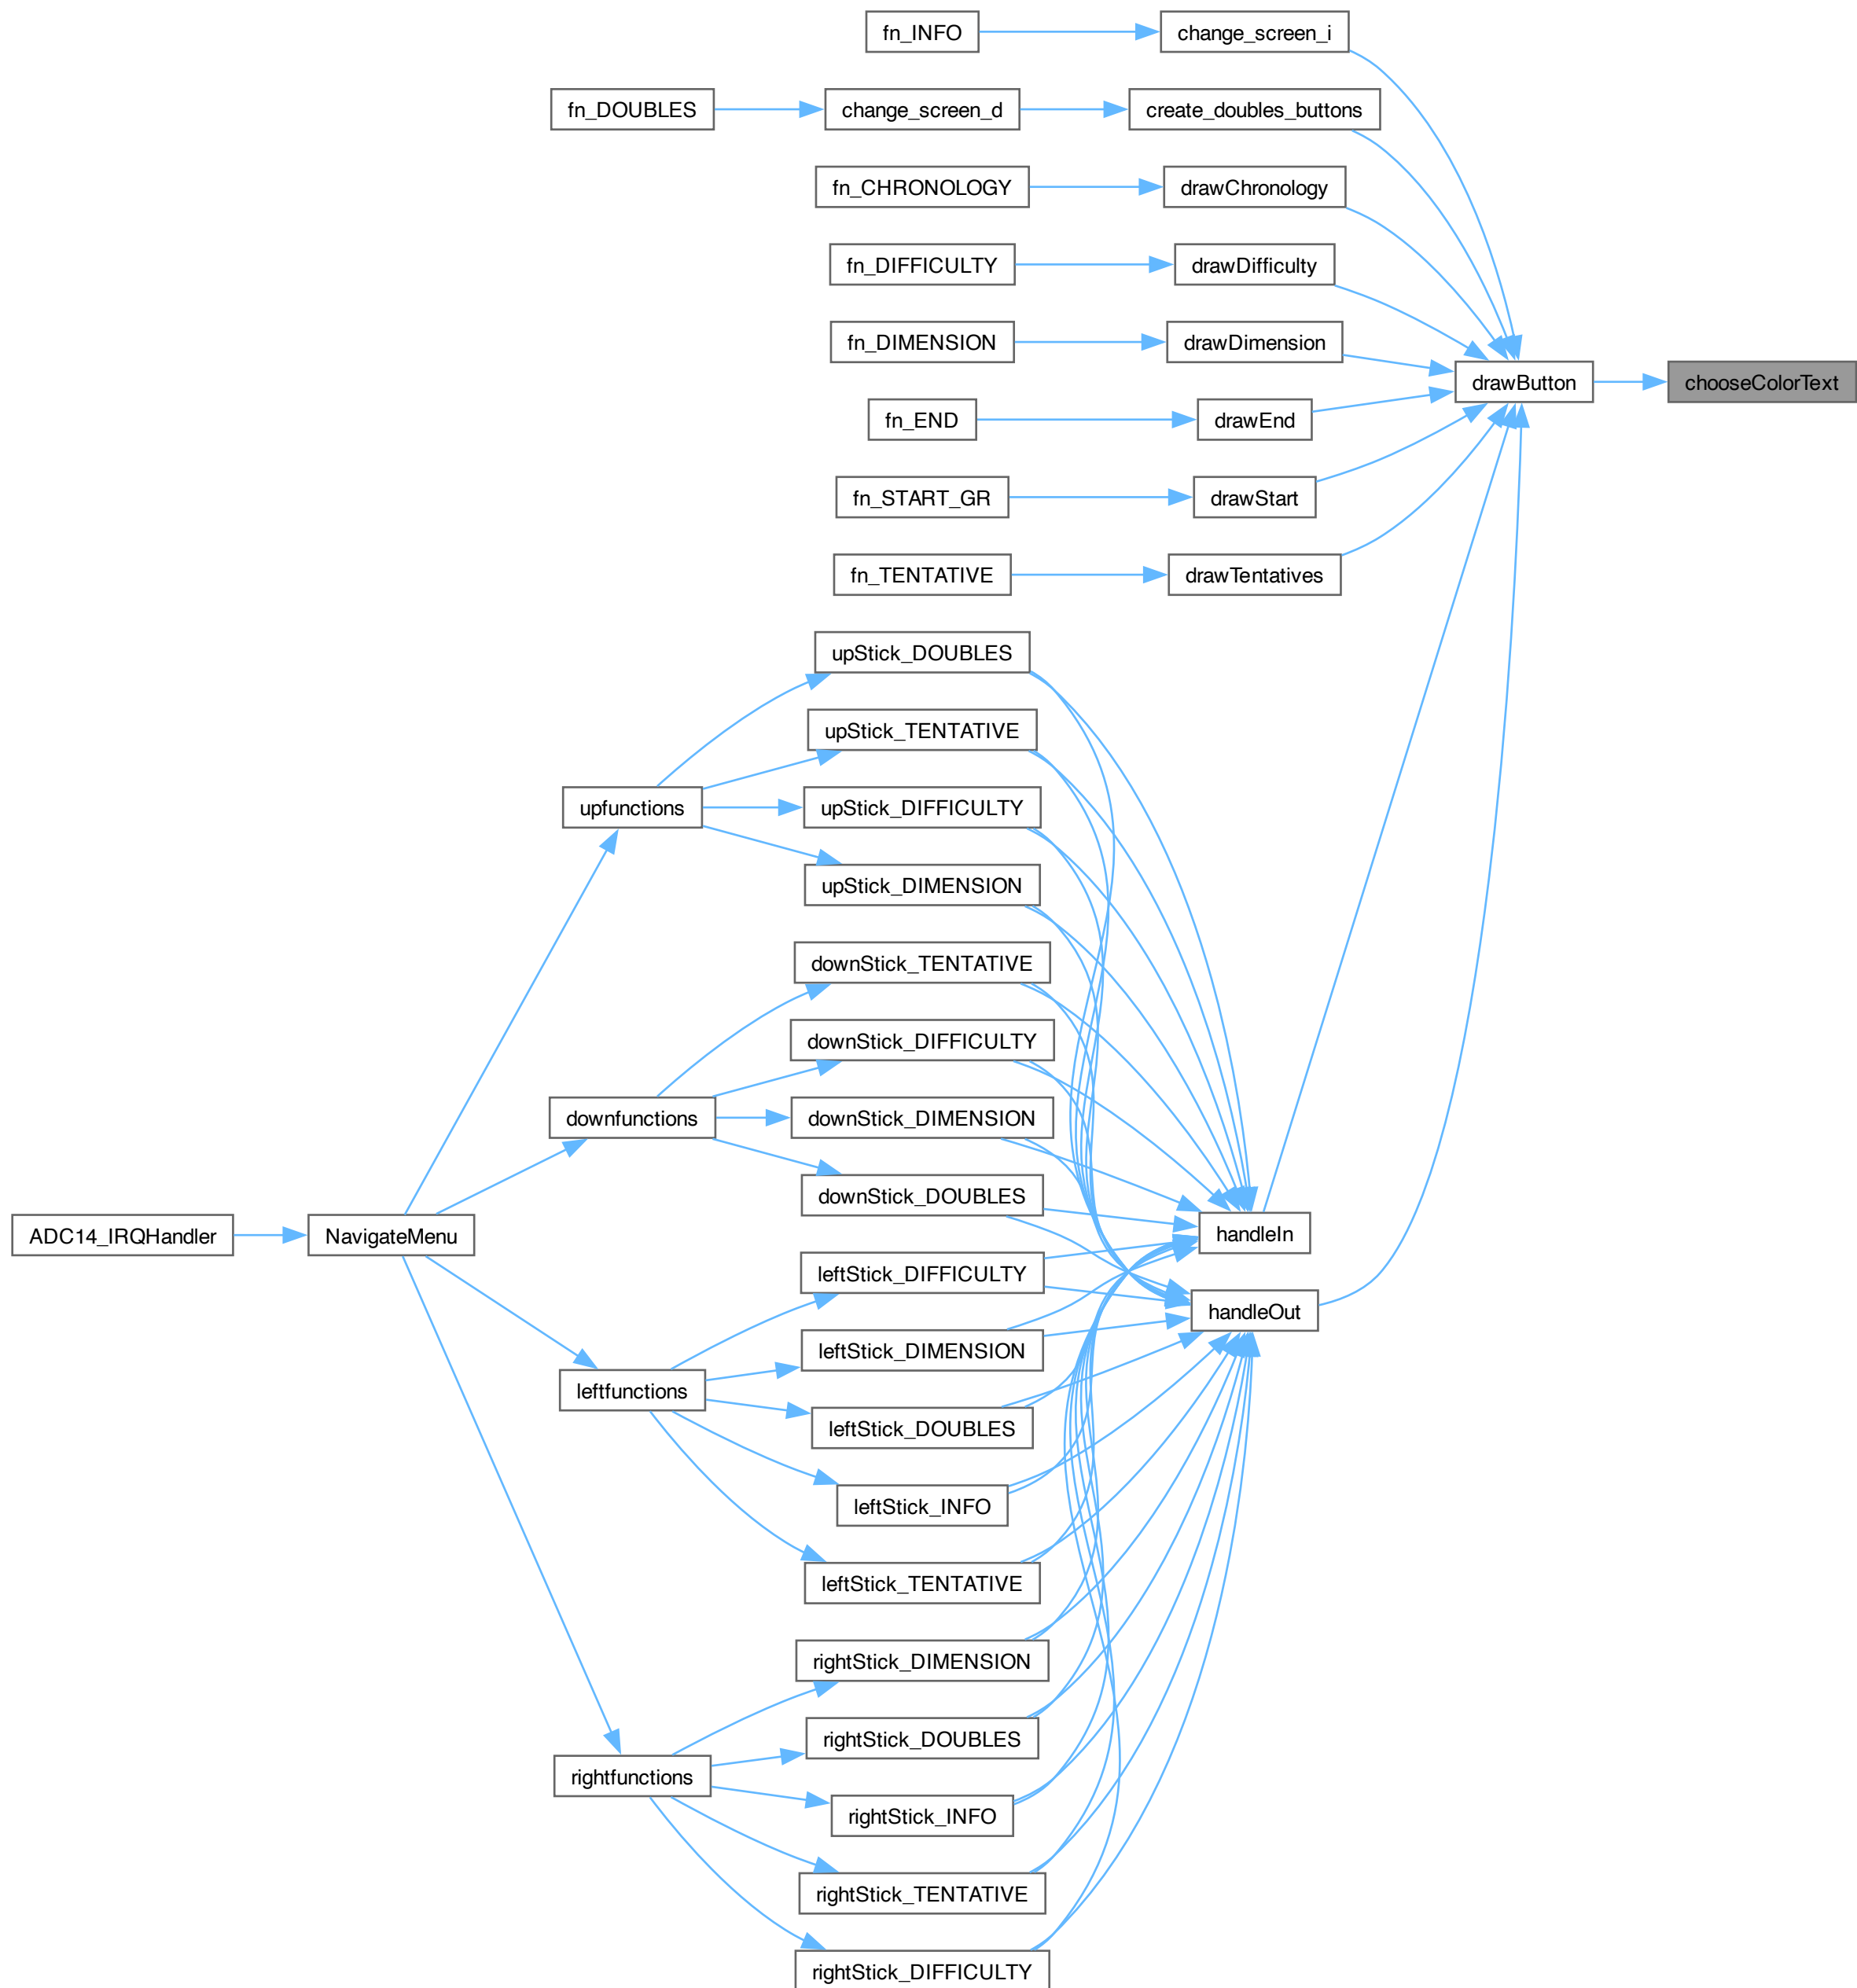 fn_INFO
change_screen_i
fn_DOUBLES
change_screen_d
create_doubles_buttons
fn_CHRONOLOGY
drawChronology
fn_DIFFICULTY
drawDifficulty
fn_DIMENSION
drawDimension
drawButton
chooseColorText
fn_END
drawEnd
fn_START_GR
drawStart
fn_TENTATIVE
drawTentatives
upStick_DOUBLES
upStick_TENTATIVE
upfunctions
upStick_DIFFICULTY
upStick_DIMENSION
downStick_TENTATIVE
downStick_DIFFICULTY
downfunctions
downStick_DIMENSION
downStick_DOUBLES
ADC14_IRQHandler
NavigateMenu
handleIn
leftStick_DIFFICULTY
handleOut
leftStick_DIMENSION
leftfunctions
leftStick_DOUBLES
leftStick_INFO
leftStick_TENTATIVE
rightStick_DIMENSION
rightStick_DOUBLES
rightfunctions
rightStick_INFO
rightStick_TENTATIVE
rightStick_DIFFICULTY